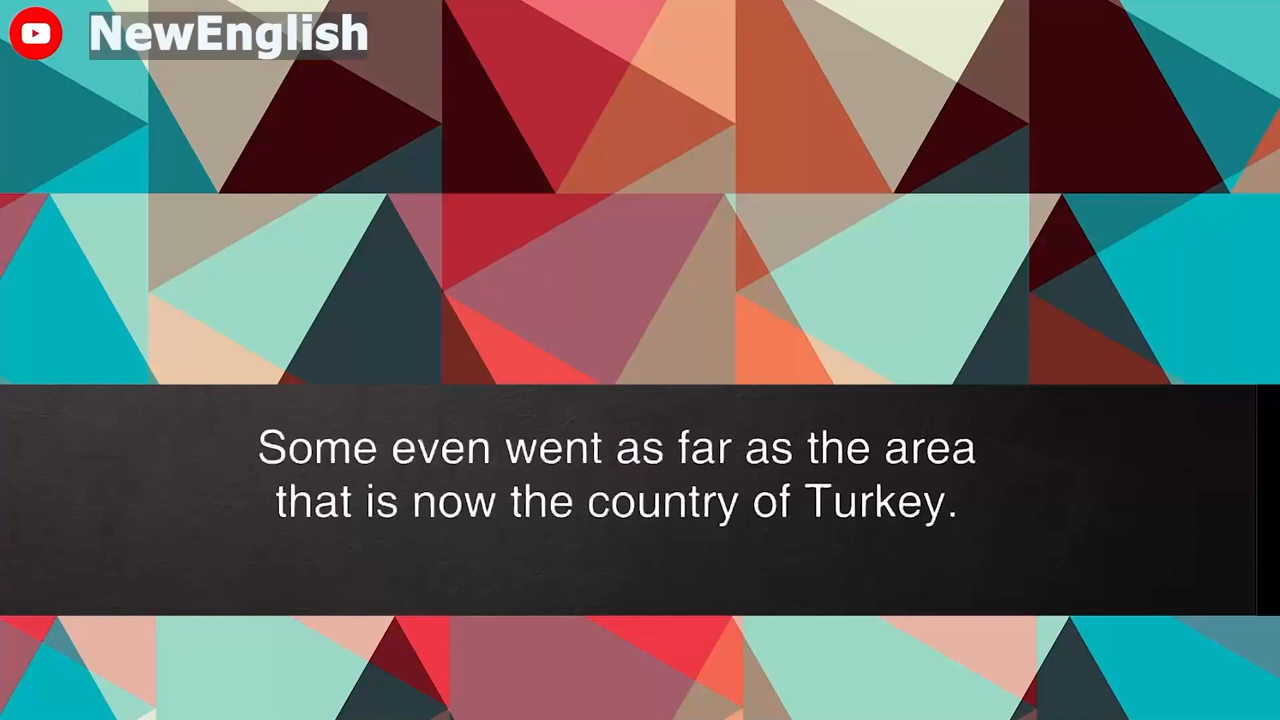 NewEnglish
Some even went as far as the area
that is now the country of Turkey.